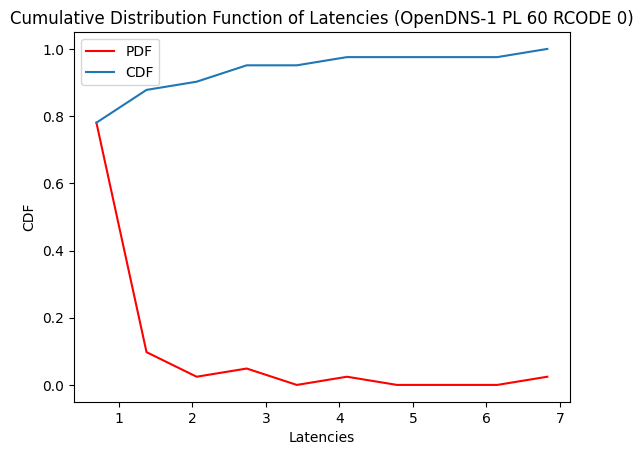 Cumulative Distribution Function of Latencies (OpenDNS-1 PL 60 RCODE 0)
PDF
CDF
1.0
0.8
0.6
0.4
0.2
0.0
CDF
1 2 3 4 5 6 7
Latencies